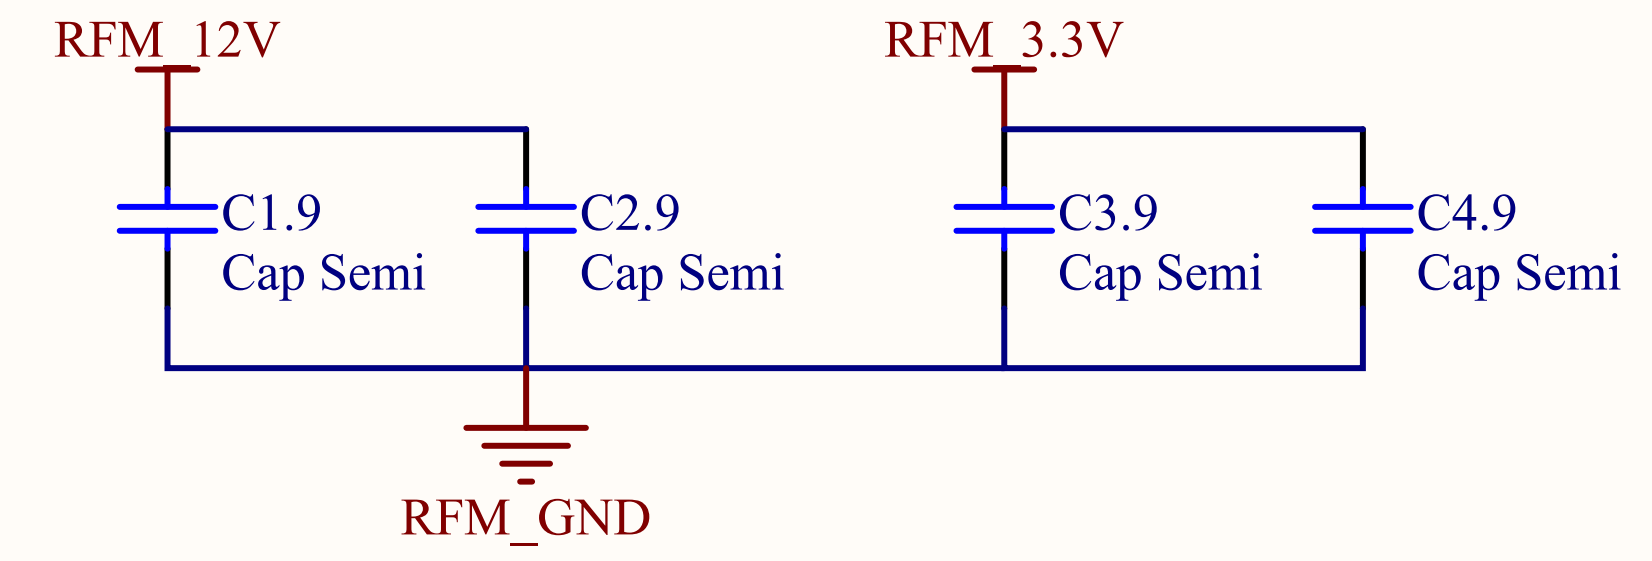 RFM_12V
RFM_3.3V
C1.9
Cap Semi
C2.9
Cap Semi
C3.9
Cap Semi
C4.9
Cap Semi
RFM_GND